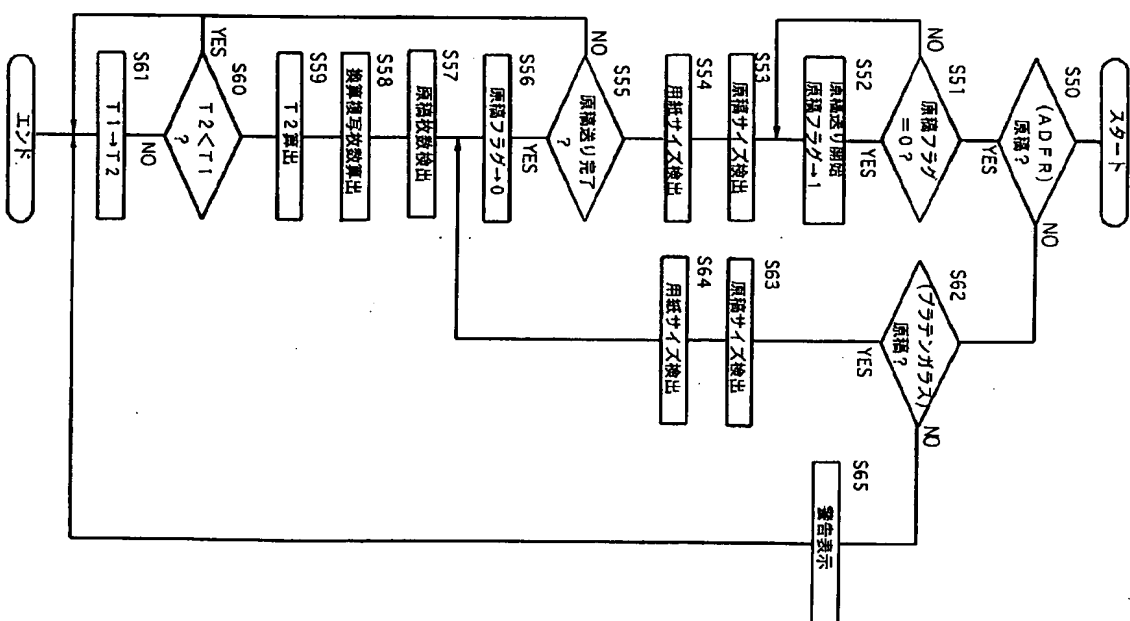 スタート
S50
(ADFR)
原稿?
NO
YES
S51
原稿フラグ
=0?
NO
YES
S52
原稿送り開始
原稿フラグ→1
S53
原稿サイズ検出
S54
用紙サイズ検出
S55
原稿送り完了
?
NO
YES
S56
原稿フラグ→0
S57
原稿枚数検出
S58
換算複写枚数算出
S59
T2算出
S60
T2<T1
?
YES
NO
S61
T1→T2
エンド
S62
(プラテンガラス)
原稿?
NO
YES
S63
原稿サイズ検出
S64
用紙サイズ検出
S65
警告表示